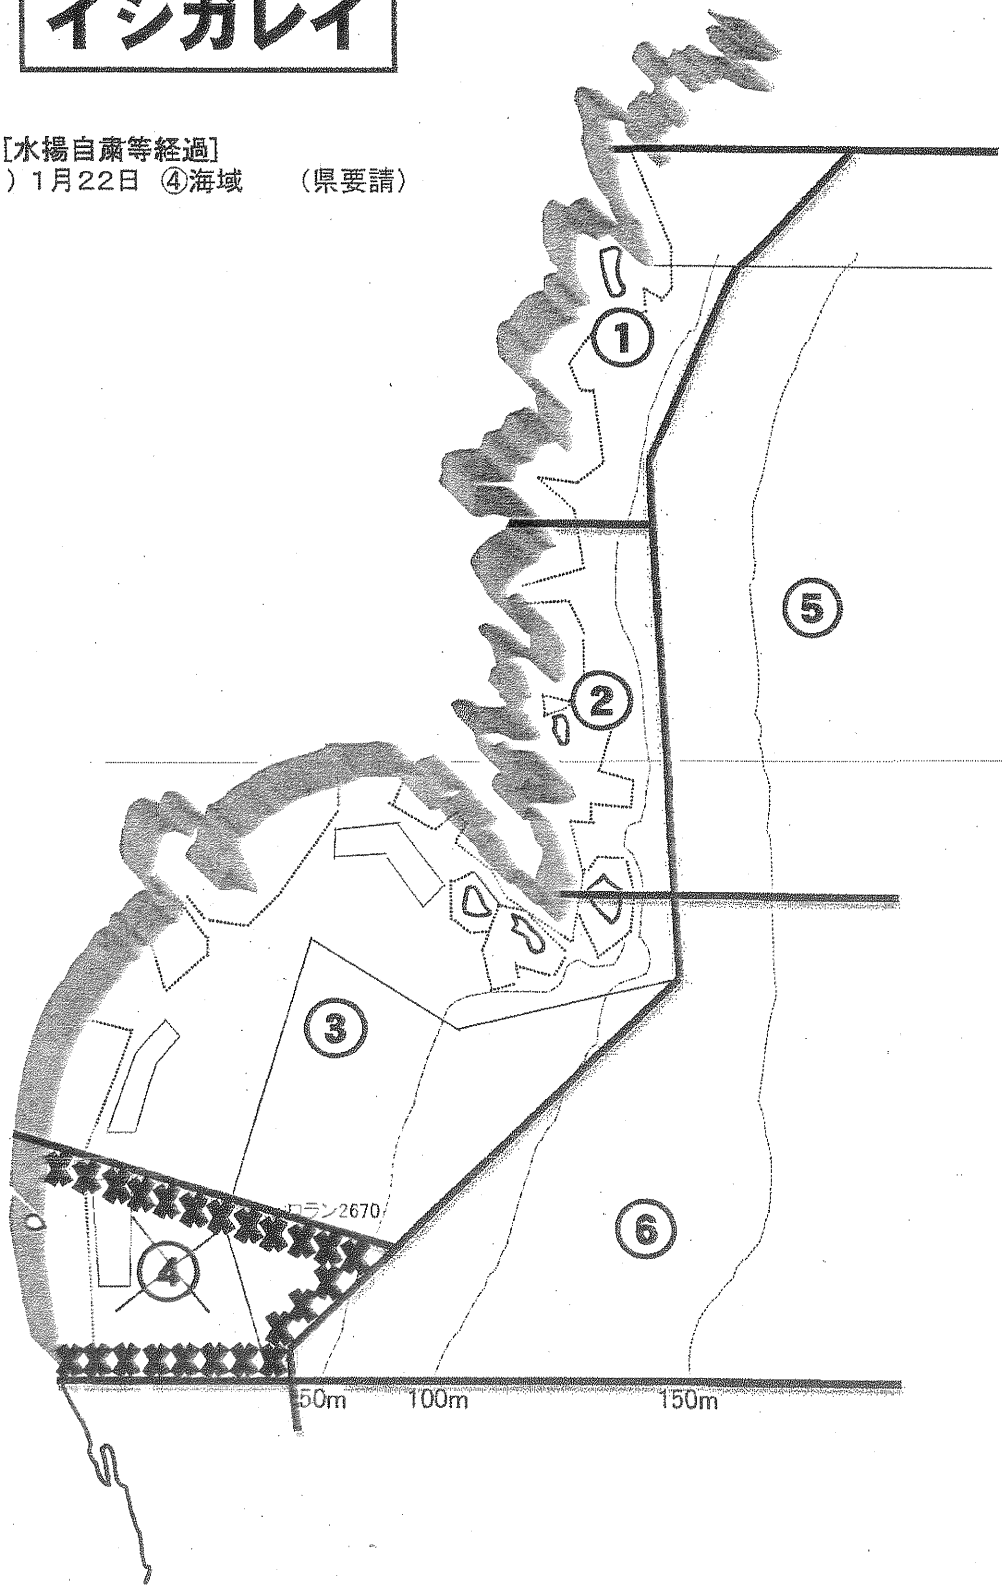 イシガレイ
[水揚自粛等経過]
）1月22日 ④海域 （県要請）
①
⑤
②
③
ロラン2670
⑥
④
50m
100m
150m